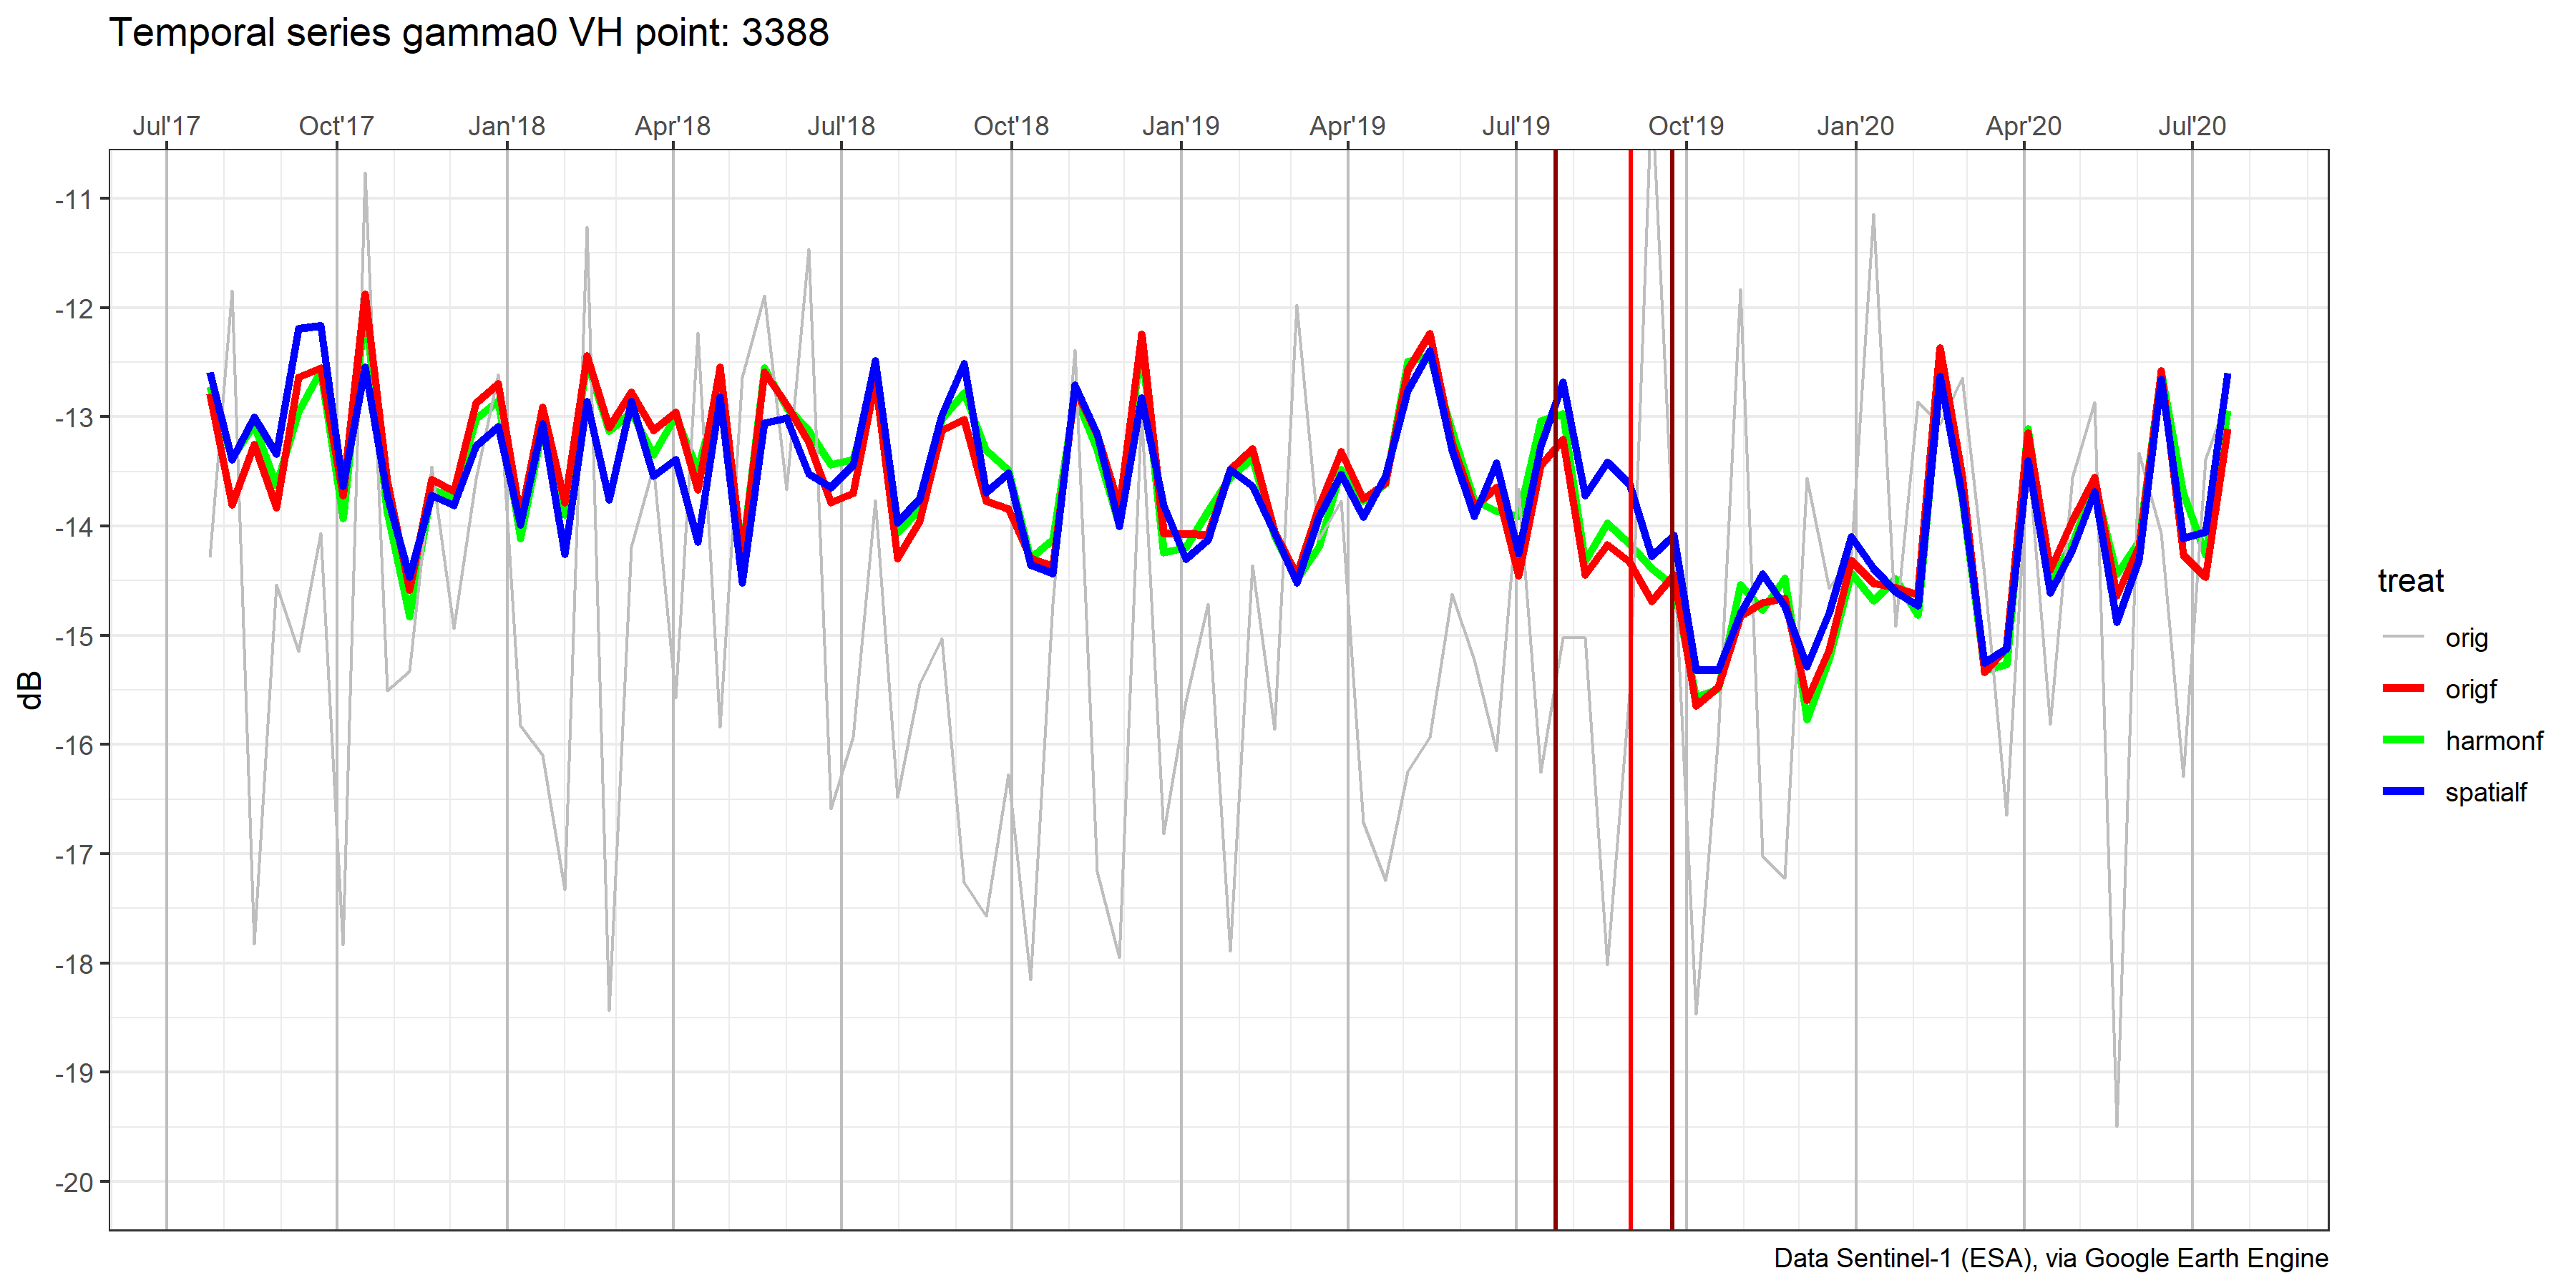 Temporal series gamma0 VH point: 3388
Jul'17 Oct'17 Jan'18 Apr'18 Jul'18 Oct'18 Jan'19 Apr'19 Jul'19 Oct'19 Jan'20 Apr'20 Jul'20
-11
-12
-13
-14
-15
-16
-17
-18
-19
-20
dB
treat
orig
origf
harmonf
spatialf
Data Sentinel-1 (ESA), via Google Earth Engine